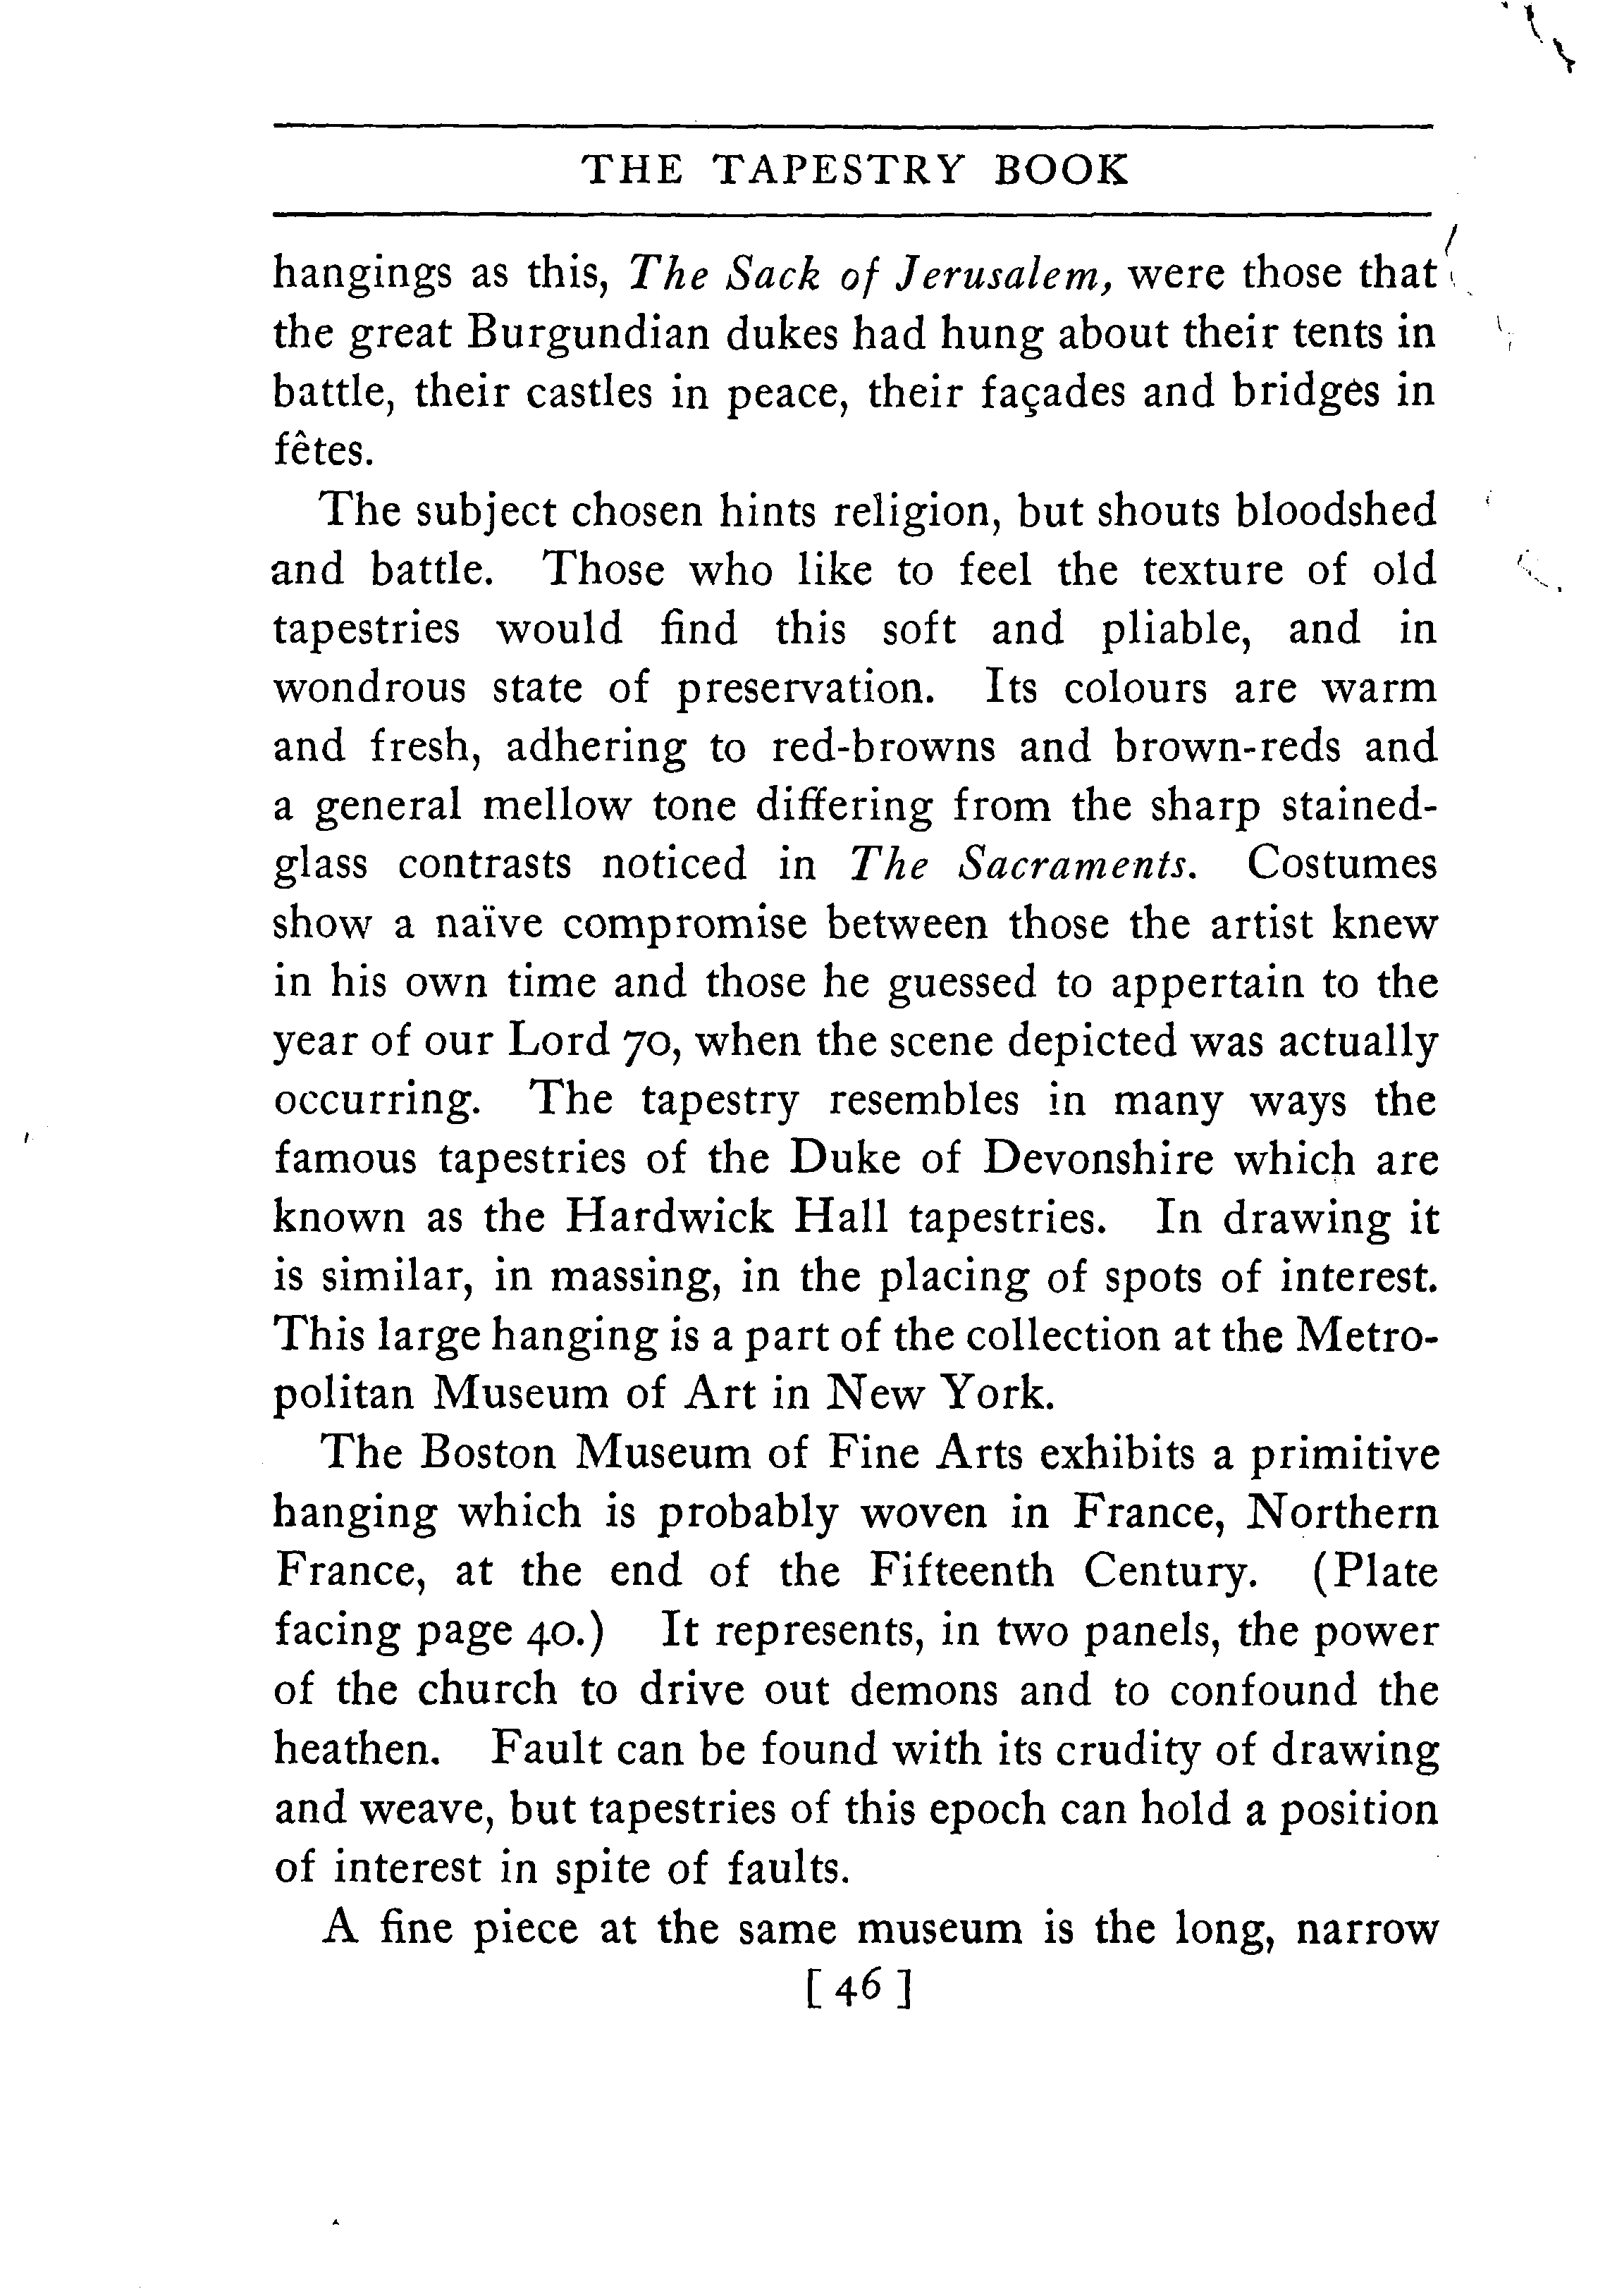 THE TAPESTRY BOOK
hangings as this, The Sack of Jerusalem, were those that
the great Burgundian dukes had hung about their tents in
battle, their castles in peace, their façades and bridges in
fêtes.
The subject chosen hints religion, but shouts bloodshed
and battle. Those who like to feel the texture of old
tapestries would find this soft and pliable, and in
wondrous state of preservation. Its colours are warm
and fresh, adhering to red-browns and brown-reds and
a general mellow tone differing from the sharp stained-
glass contrasts noticed in The Sacraments. Costumes
show a naïve compromise between those the artist knew
in his own time and those he guessed to appertain to the
year of our Lord 70, when the scene depicted was actually
occurring. The tapestry resembles in many ways the
famous tapestries of the Duke of Devonshire which are
known as the Hardwick Hall tapestries. In drawing it
is similar, in massing, in the placing of spots of interest.
This large hanging is a part of the collection at the Metro-
politan Museum of Art in New York.
The Boston Museum of Fine Arts exhibits a primitive
hanging which is probably woven in France, Northern
France, at the end of the Fifteenth Century. (Plate
facing page 40.) It represents, in two panels, the power
of the church to drive out demons and to confound the
heathen. Fault can be found with its crudity of drawing
and weave, but tapestries of this epoch can hold a position
of interest in spite of faults.
A fine piece at the same museum is the long, narrow
[46]